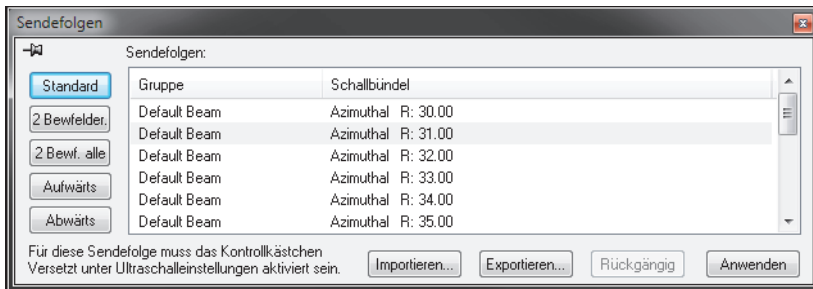 Sendefolgen
Sendefolgen:
Standard
2 Bewfelder.
2 Bewf. alle
Aufwärts
Abwärts
Gruppe Schallbündel
Default Beam Azimuthal R: 30.00
Default Beam Azimuthal R: 31.00
Default Beam Azimuthal R: 32.00
Default Beam Azimuthal R: 33.00
Default Beam Azimuthal R: 34.00
Default Beam Azimuthal R: 35.00
Für diese Sendefolge muss das Kontrollkästchen
Versetzt unter Ultraschalleinstellungen aktiviert sein.
Importieren... Exportieren... Rückgängig Anwenden